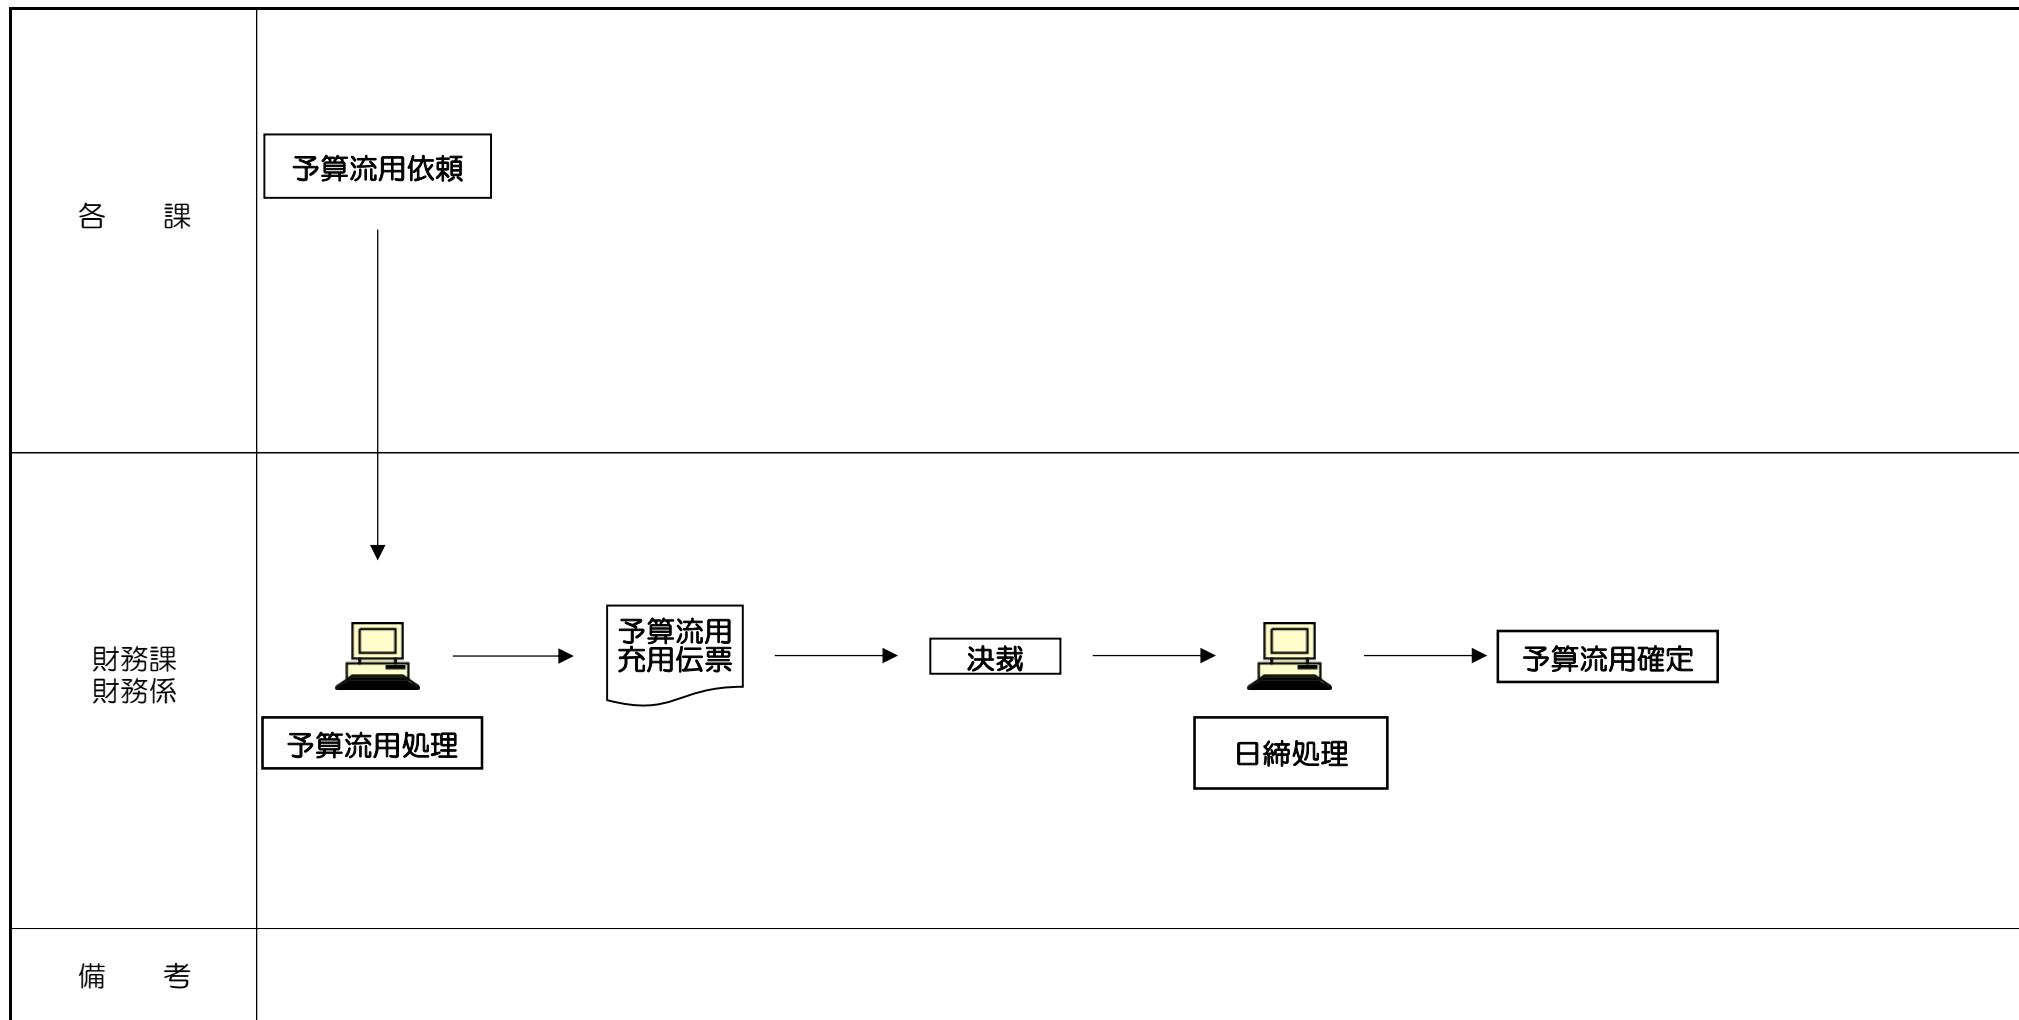 各　　課
予算流用依頼
財務課
財務係
予算流用処理
予算流用
充用伝票
決裁
日締処理
予算流用確定
備　　考